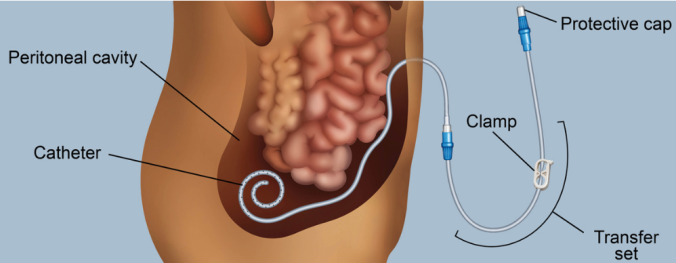 Protective cap
Peritoneal cavity
Clamp
Catheter
Transfer
set